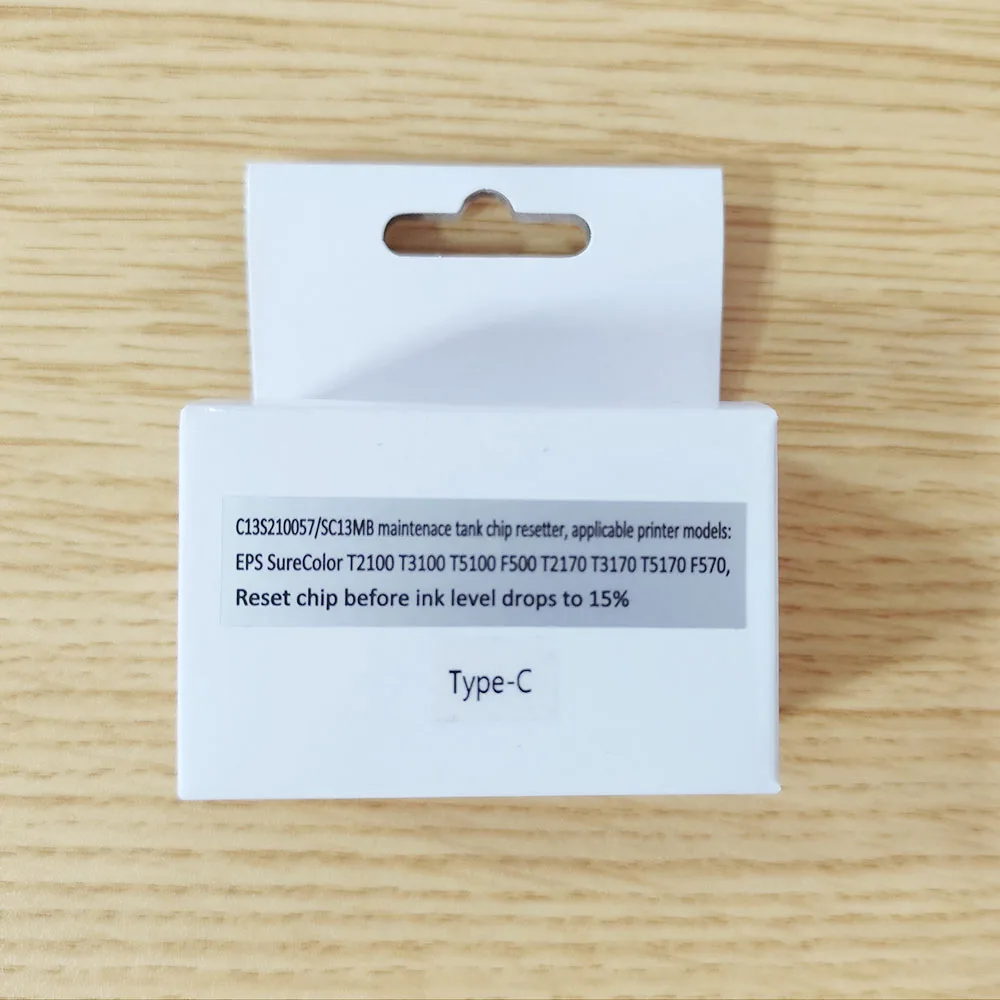 C13S210057/SC13MB maintenace tank chip resetter, applicable printer models:
EPS SureColor T2100 T3100 T5100 F500 T2170 T3170 T5170 F570,
Reset chip before ink level drops to 15%
Type-C